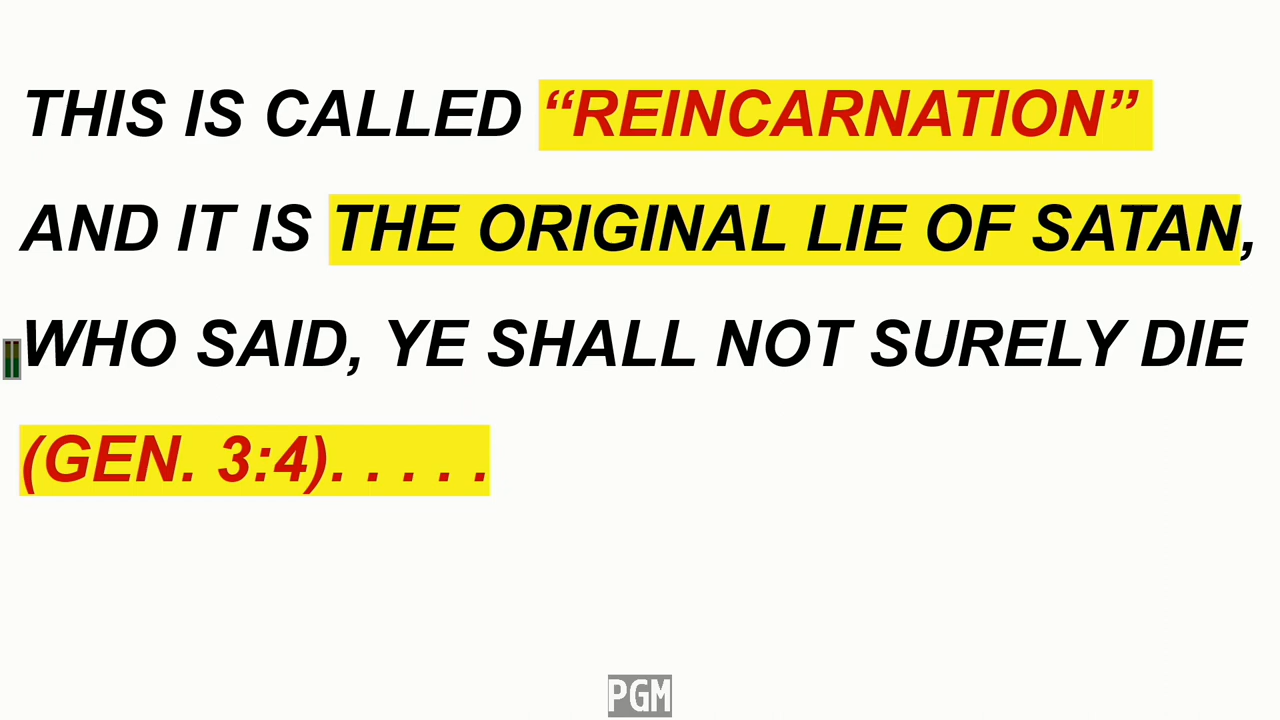 THIS IS CALLED “REINCARNATION”
AND IT IS THE ORIGINAL LIE OF SATAN,
WHO SAID, YE SHALL NOT SURELY DIE
(GEN. 3:4). . . . .
PGM